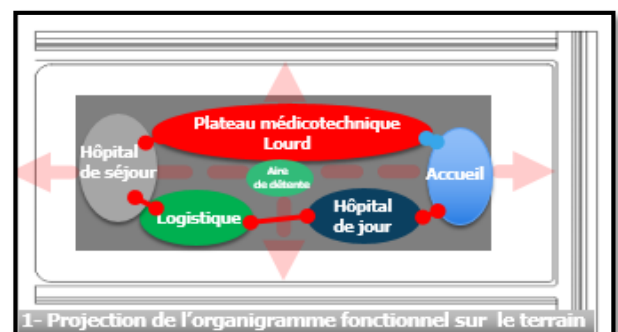 Plateau médicotechnique
Lourd
Hôpital
de séjour
Aire
de détente
Accueil
Logistique
Hôpital
de jour
1- Projection de l'organigramme fonctionnel sur le terrain